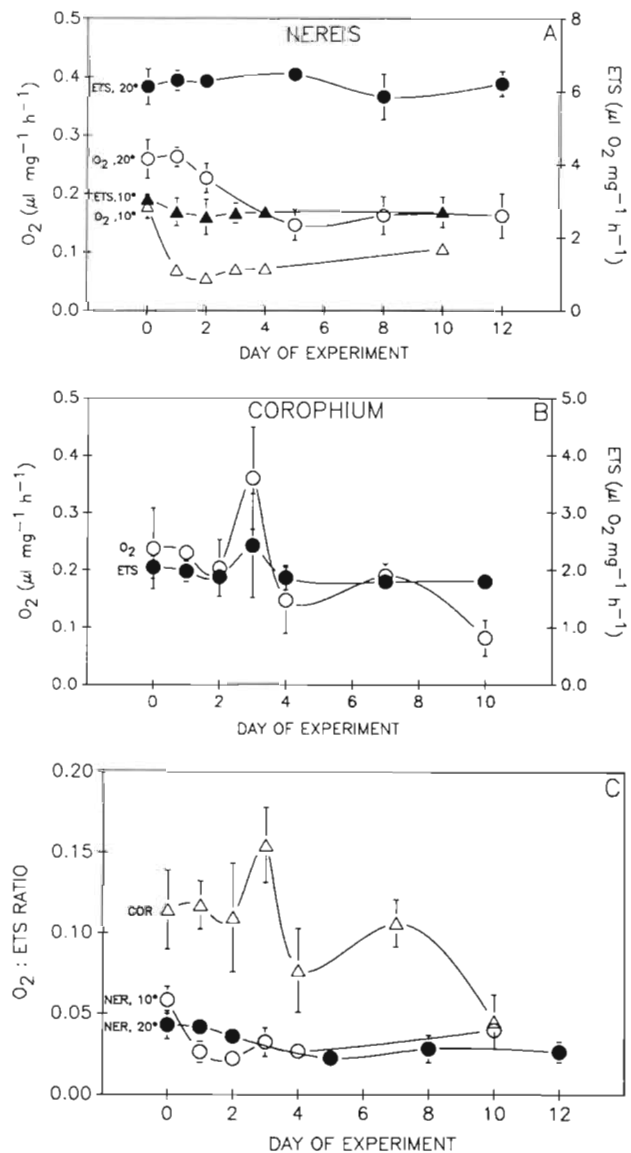 NEREIS
A
0.5
0.4
0.3
0.2
0.1
0.0
O₂ (μl mg⁻¹ h⁻¹)
8
6
4
2
0
ETS (μl O₂ mg⁻¹ h⁻¹)
ETS, 20°
O₂, 20°
ETS, 10°
O₂, 10°
0 2 4 6 8 10 12
DAY OF EXPERIMENT
COROPHIUM
B
0.5
0.4
0.3
0.2
0.1
0.0
O₂ (μl mg⁻¹ h⁻¹)
5.0
4.0
3.0
2.0
1.0
0.0
ETS (μl O₂ mg⁻¹ h⁻¹)
O₂
ETS
0 2 4 6 8 10
DAY OF EXPERIMENT
C
0.20
0.15
0.10
0.05
0.00
O₂ : ETS RATIO
COR
NER, 10°
NER, 20°
0 2 4 6 8 10 12
DAY OF EXPERIMENT